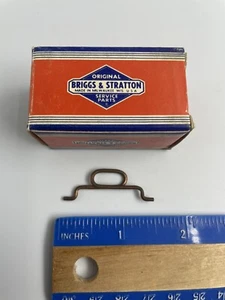 ORIGINAL
BRIGGS & STRATTON
MADE IN MILWAUKEE, WIS. U.S.A.
SERVICE
PARTS
INCHES 1 2